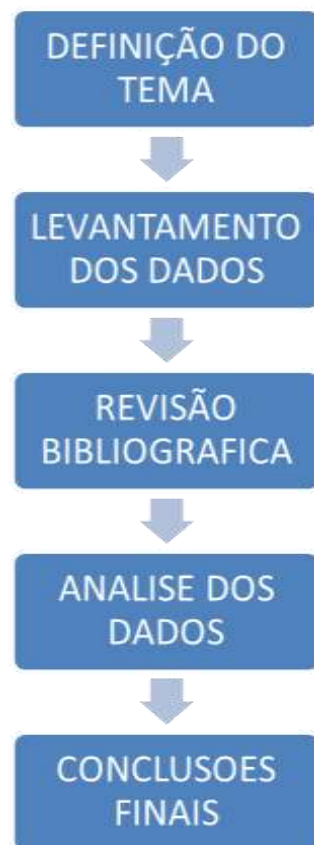 DEFINIÇÃO DO
TEMA
LEVANTAMENTO
DOS DADOS
REVISÃO
BIBLIOGRAFICA
ANALISE DOS
DADOS
CONCLUSOES
FINAIS